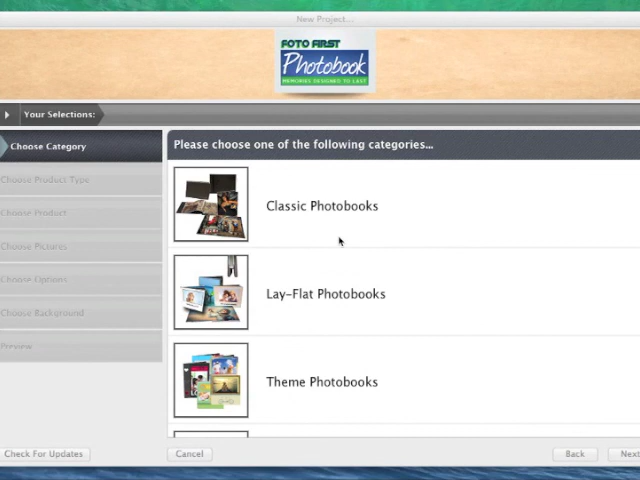 New Project...
FOTO FIRST
Photobook
MEMORIES DESIGNED TO LAST
Your Selections:
Choose Category
Please choose one of the following categories...
Choose Product Type
Classic Photobooks
Choose Product
Choose Pictures
Choose Options
Lay-Flat Photobooks
Choose Background
Preview
Theme Photobooks
Check For Updates
Cancel
Back
Next